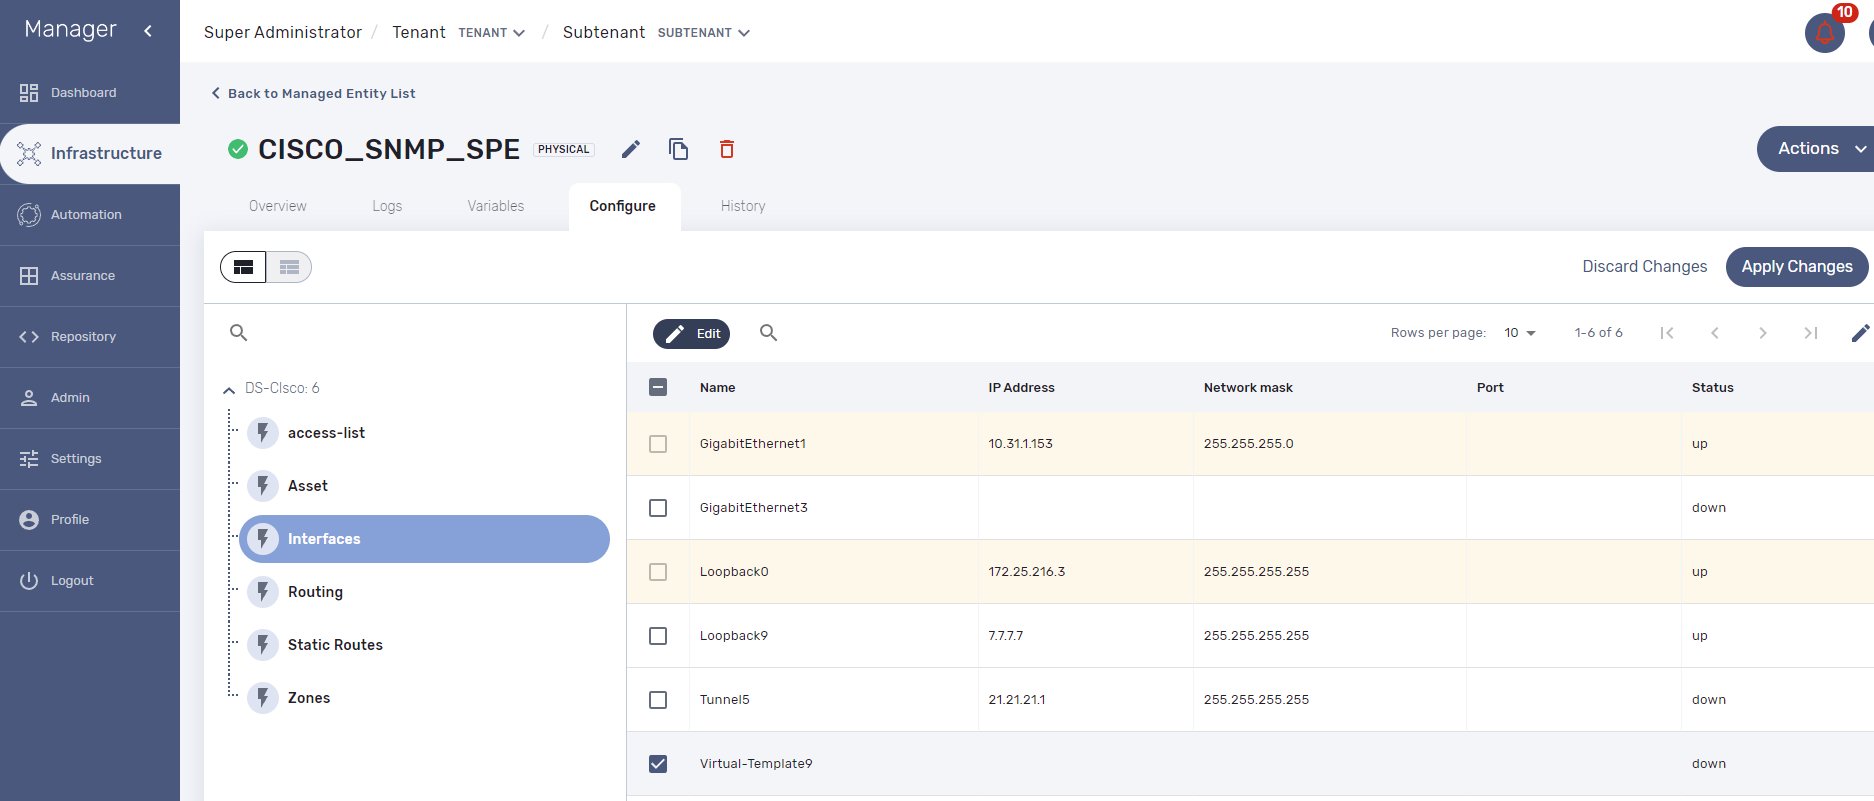 Manager
Super Administrator / Tenant TENANT / Subtenant SUBTENANT
10
Dashboard
Infrastructure
Automation
Assurance
Repository
Admin
Settings
Profile
Logout
Back to Managed Entity List
CISCO_SNMP_SPE PHYSICAL
Actions
Overview Logs Variables Configure History
Discard Changes Apply Changes
DS-CIsco: 6
access-list
Asset
Interfaces
Routing
Static Routes
Zones
Edit Rows per page: 10 1-6 of 6
Name IP Address Network mask Port Status
GigabitEthernet1 10.31.1.153 255.255.255.0 up
GigabitEthernet3 down
Loopback0 172.25.216.3 255.255.255.255 up
Loopback9 7.7.7.7 255.255.255.255 up
Tunnel5 21.21.21.1 255.255.255.255 down
Virtual-Template9 down